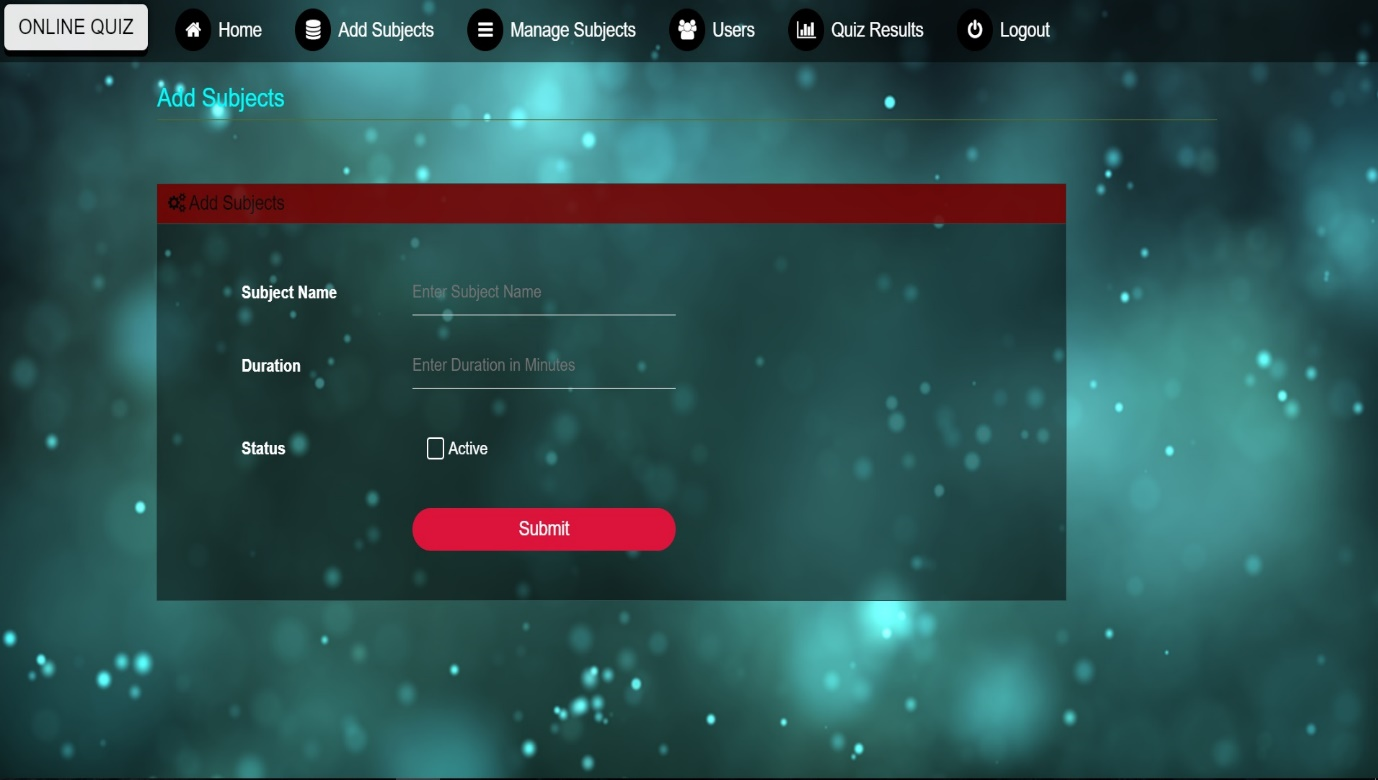 ONLINE QUIZ Home Add Subjects Manage Subjects Users Quiz Results Logout
Add Subjects
Add Subjects
Subject Name Enter Subject Name
Duration Enter Duration in Minutes
Status Active
Submit